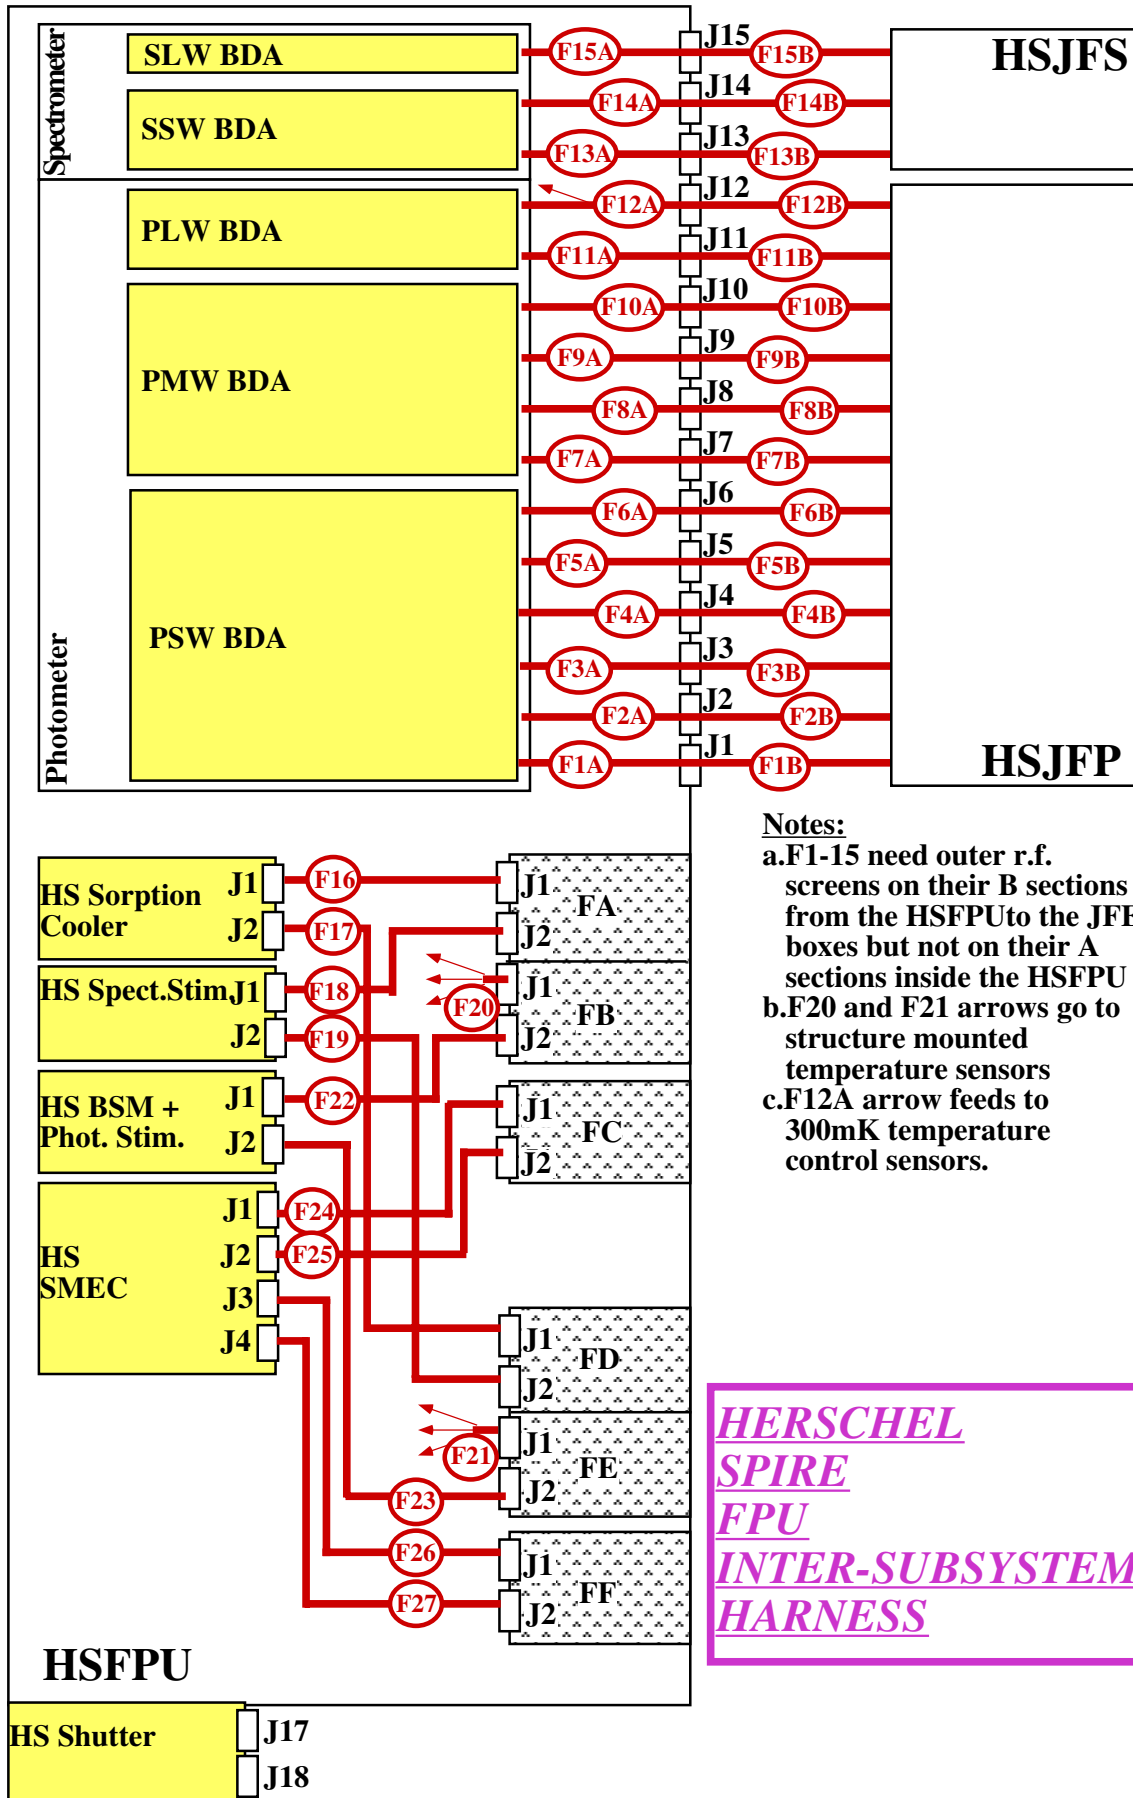 Spectrometer
SLW BDA
F15A
J15
F15B
HSJFS
SSW BDA
F14A
J14
F14B
F13A
J13
F13B
Photometer
PLW BDA
F12A
J12
F12B
F11A
J11
F11B
PMW BDA
F10A
J10
F10B
F9A
J9
F9B
F8A
J8
F8B
F7A
J7
F7B
PSW BDA
F6A
J6
F6B
F5A
J5
F5B
F4A
J4
F4B
F3A
J3
F3B
F2A
J2
F2B
F1A
J1
F1B
HSJFP
Notes:
a.F1-15 need outer r.f.
screens on their B sections
from the HSFPUto the JFE
boxes but not on their A
sections inside the HSFPU
b.F20 and F21 arrows go to
structure mounted
temperature sensors
c.F12A arrow feeds to
300mK temperature
control sensors.
HS Sorption
Cooler
J1
F16
J2
F17
J1
FA
J2
HS Spect.Stim.
J1
F18
J2
F19
F20
J1
FB
J2
HS BSM +
Phot. Stim.
J1
F22
J2
J1
FC
J2
HS
SMEC
J1
F24
J2
F25
J3
J4
J1
FD
J2
F21
J1
FE
J2
F23
F26
J1
FF
F27
J2
HERSCHEL
SPIRE
FPU
INTER-SUBSYSTEM
HARNESS
HSFPU
HS Shutter
J17
J18